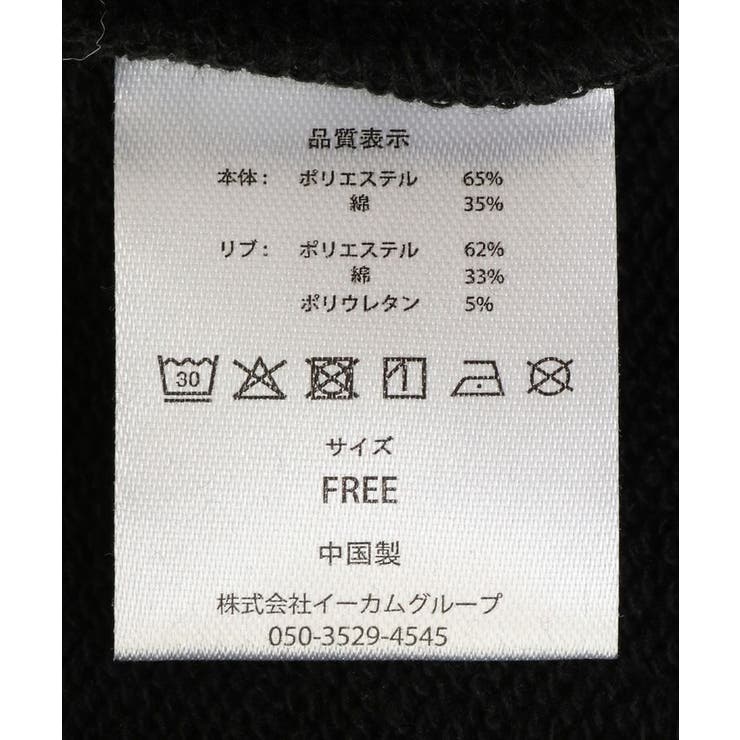 品質表示
本体: ポリエステル 65%
綿 35%
リブ: ポリエステル 62%
綿 33%
ポリウレタン 5%
30
サイズ
FREE
中国製
株式会社イーカムグループ
050-3529-4545